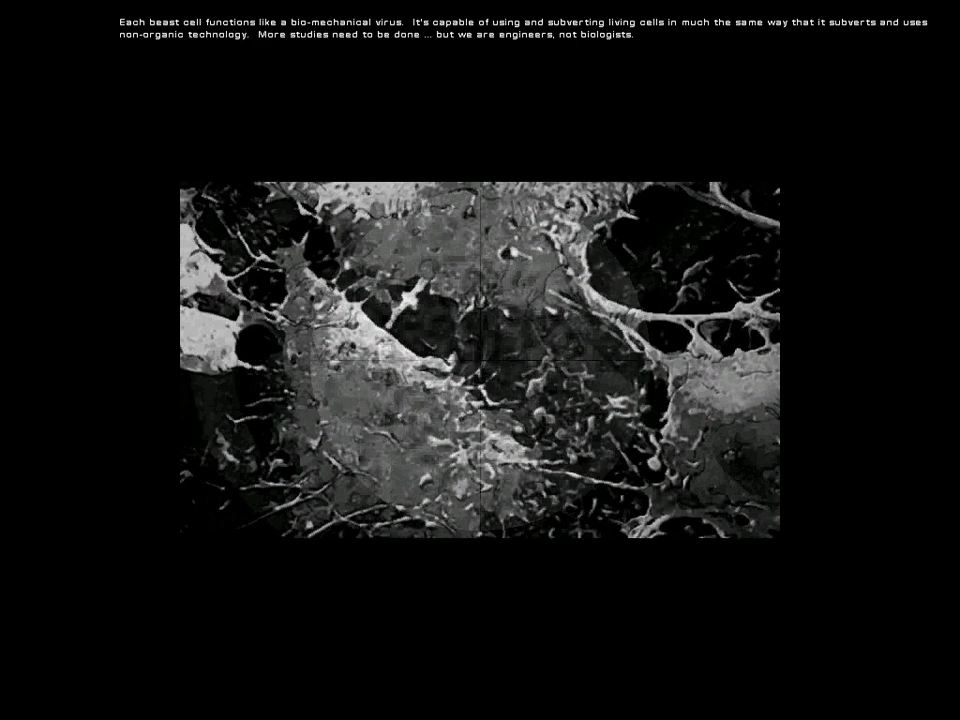 Each beast cell functions like a bio-mechanical virus.  It's capable of using and subverting living cells in much the same way that it subverts and uses
non-organic technology.  More studies need to be done ... but we are engineers, not biologists.